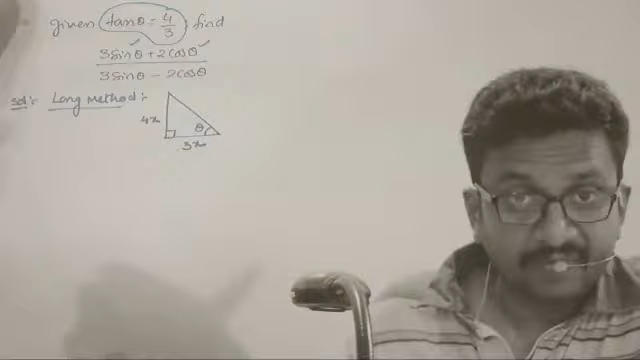 given tanθ = 4/3, find
3sinθ + 2cosθ
3sinθ - 2cosθ
Sol:- Long method:-
4x
θ
3x